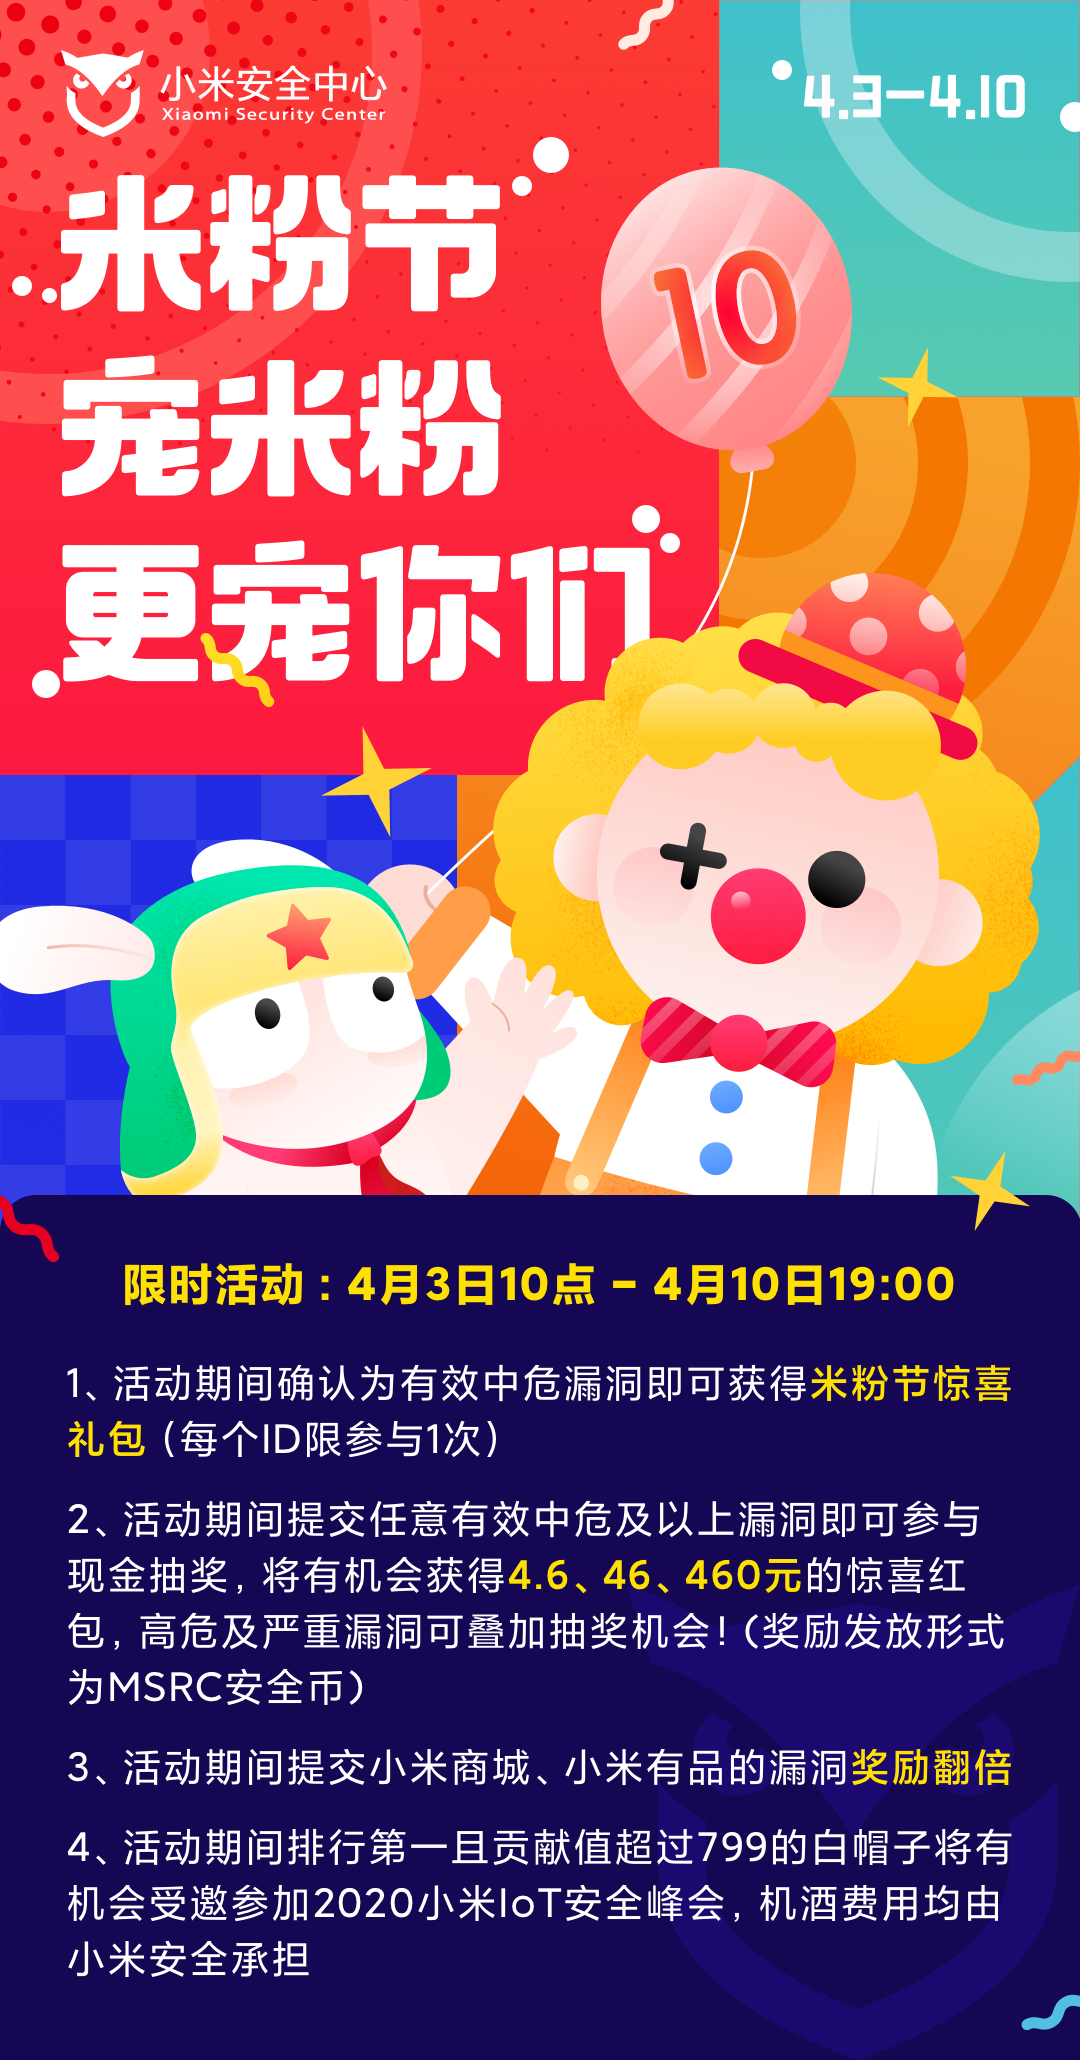 小米安全中心
Xiaomi Security Center
4.3—4.10
米粉节
宠米粉
更宠你们
10
限时活动：4月3日10点 – 4月10日19:00
1、活动期间确认为有效中危漏洞即可获得米粉节惊喜
礼包（每个ID限参与1次）
2、活动期间提交任意有效中危及以上漏洞即可参与
现金抽奖，将有机会获得4.6、46、460元的惊喜红
包，高危及严重漏洞可叠加抽奖机会！（奖励发放形式
为MSRC安全币）
3、活动期间提交小米商城、小米有品的漏洞奖励翻倍
4、活动期间排行第一且贡献值超过799的白帽子将有
机会受邀参加2020小米IoT安全峰会，机酒费用均由
小米安全承担